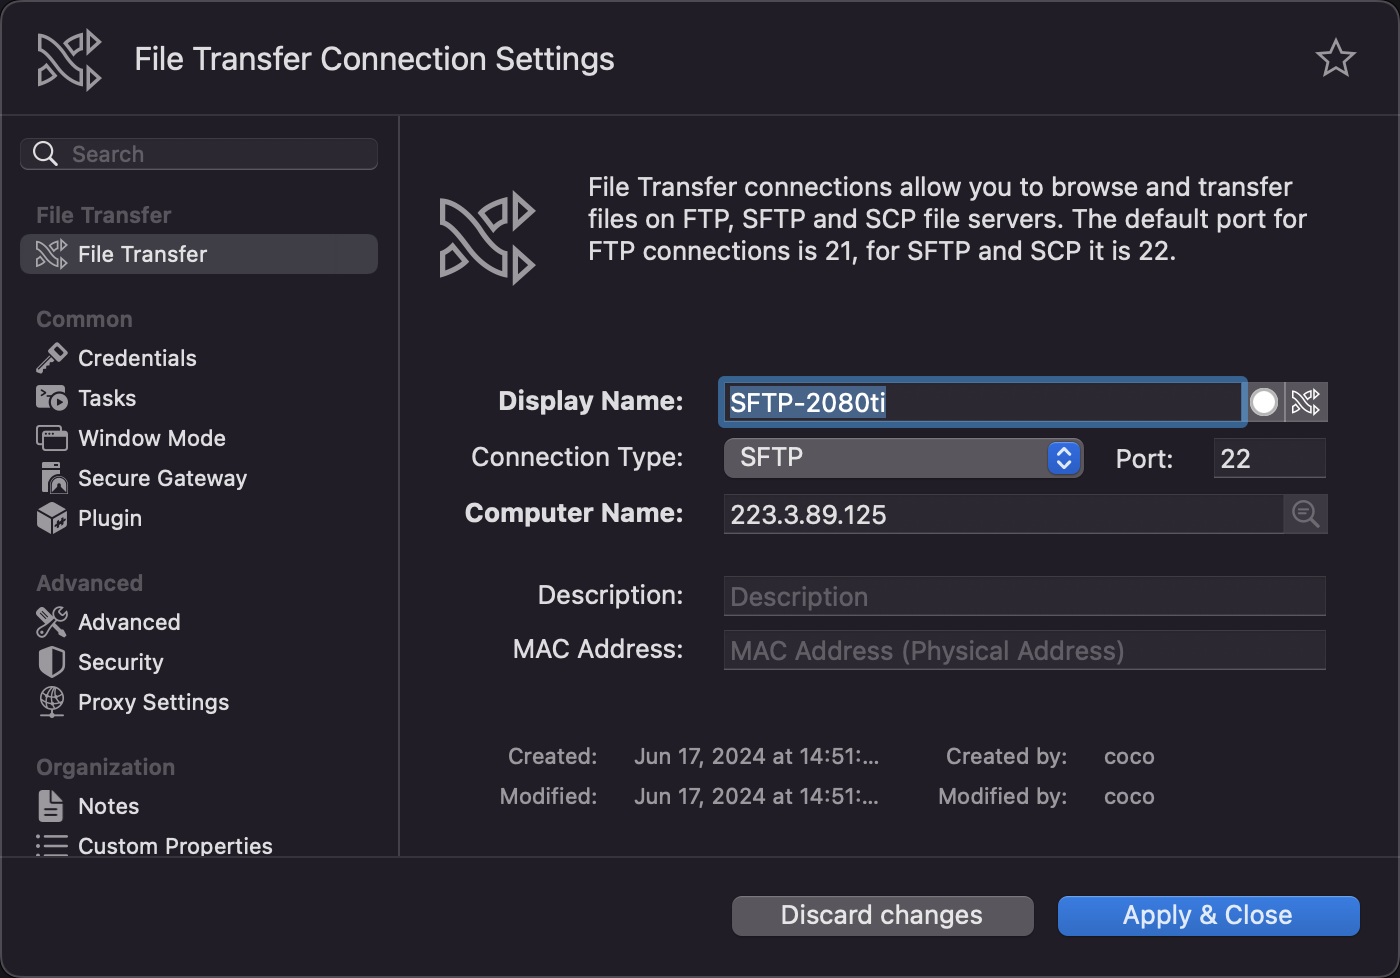 File Transfer Connection Settings
Search
File Transfer
File Transfer
Common
Credentials
Tasks
Window Mode
Secure Gateway
Plugin
Advanced
Advanced
Security
Proxy Settings
Organization
Notes
Custom Properties
File Transfer connections allow you to browse and transfer
files on FTP, SFTP and SCP file servers. The default port for
FTP connections is 21, for SFTP and SCP it is 22.
Display Name: SFTP-2080ti
Connection Type: SFTP Port: 22
Computer Name: 223.3.89.125
Description: Description
MAC Address: MAC Address (Physical Address)
Created: Jun 17, 2024 at 14:51:... Created by: coco
Modified: Jun 17, 2024 at 14:51:... Modified by: coco
Discard changes Apply & Close